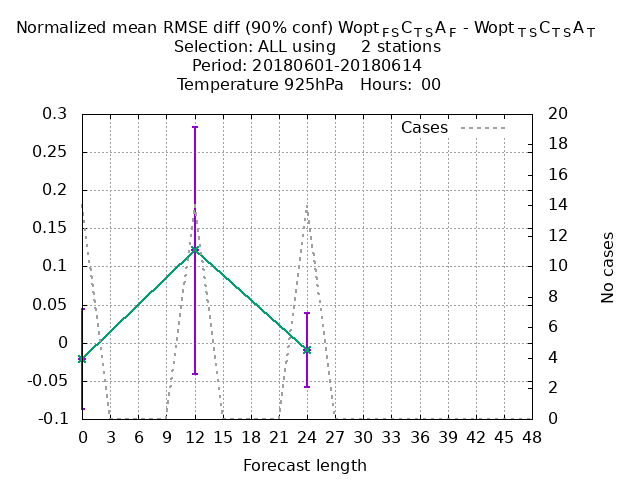 Normalized mean RMSE diff (90% conf) Wopt FS C TS A F - Wopt TS C TS A T
Selection: ALL using 2 stations
Period: 20180601-20180614
Temperature 925hPa Hours: 00
Cases
0.3
0.25
0.2
0.15
0.1
0.05
0
-0.05
-0.1
20
18
16
14
12
10
8
6
4
2
0
No cases
0 3 6 9 12 15 18 21 24 27 30 33 36 39 42 45 48
Forecast length